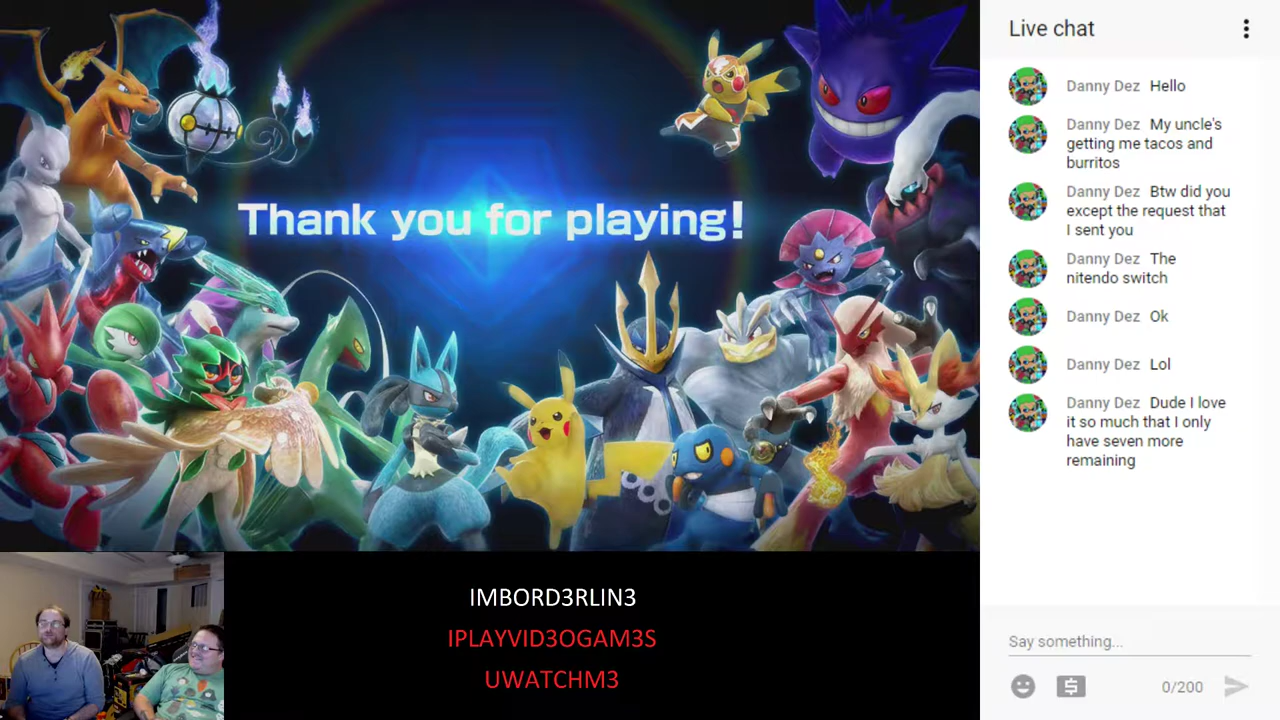 Thank you for playing!
IMBORD3RLIN3
IPLAYVID3OGAM3S
UWATCHM3
Live chat
Danny Dez Hello
Danny Dez My uncle's
getting me tacos and
burritos
Danny Dez Btw did you
except the request that
I sent you
Danny Dez The
nitendo switch
Danny Dez Ok
Danny Dez Lol
Danny Dez Dude I love
it so much that I only
have seven more
remaining
Say something...
0/200